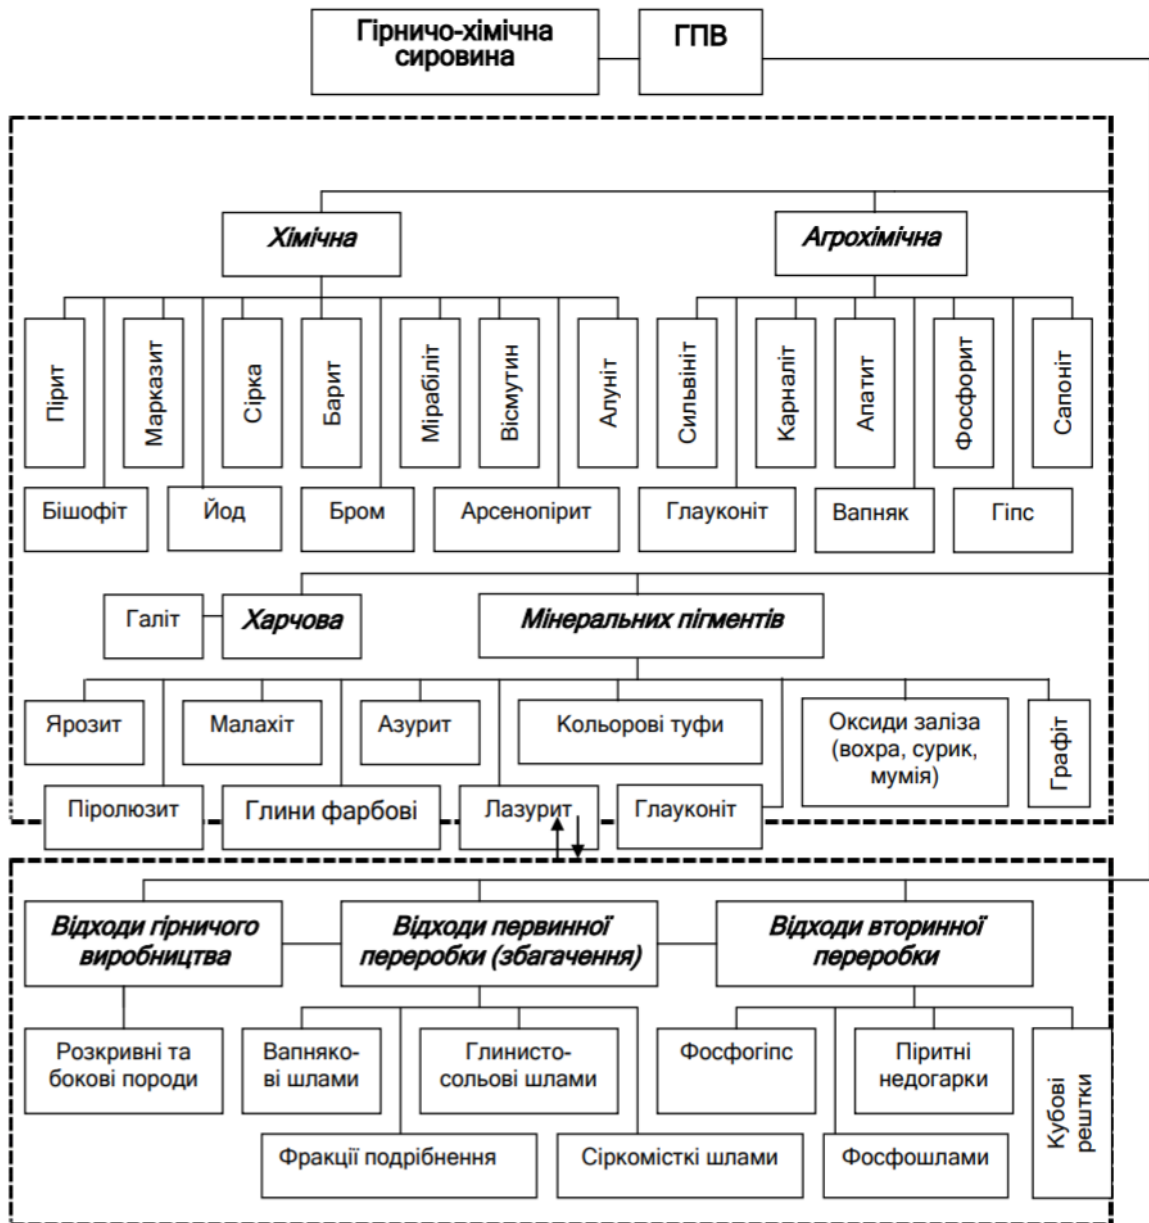 Гірничо-хімічна
сировина
ГПВ
Хімічна
Агрохімічна
Пірит
Марказит
Сірка
Барит
Мірабіліт
Вісмутин
Алуніт
Сильвініт
Карналіт
Апатит
Фосфорит
Сапоніт
Бішофіт
Йод
Бром
Арсенопірит
Глауконіт
Вапняк
Гіпс
Галіт
Харчова
Мінеральних пігментів
Ярозит
Малахіт
Азурит
Кольорові туфи
Оксиди заліза
(вохра, сурик,
мумія)
Графіт
Піролюзит
Глини фарбові
Лазурит
Глауконіт
Відходи гірничого
виробництва
Відходи первинної
переробки (збагачення)
Відходи вторинної
переробки
Розкривні та
бокові породи
Вапняко-
ві шлами
Глинисто-
сольові шлами
Фосфогіпс
Піритні
недогарки
Кубові
рештки
Фракції подрібнення
Сіркомісткі шлами
Фосфошлами